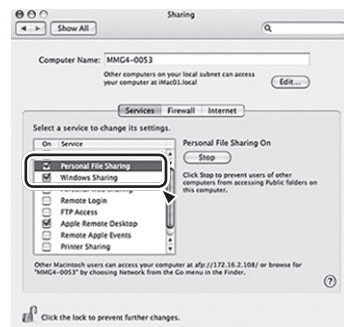 Sharing
Show All
Computer Name: MMG4-0053
Other computers on your local subnet can access
your computer at iMac01.local
Edit...
Services Firewall Internet
Select a service to change its settings.
On Service
Personal File Sharing
Windows Sharing
Personal Web Sharing
Remote Login
FTP Access
Apple Remote Desktop
Remote Apple Events
Printer Sharing
Personal File Sharing On
Stop
Click Stop to prevent users of other
computers from accessing Public folders on
this computer.
Other Macintosh users can access your computer at afp://172.16.2.108/ or browse for
"MMG4-0053" by choosing Network from the Go menu in the Finder.
?
Click the lock to prevent further changes.